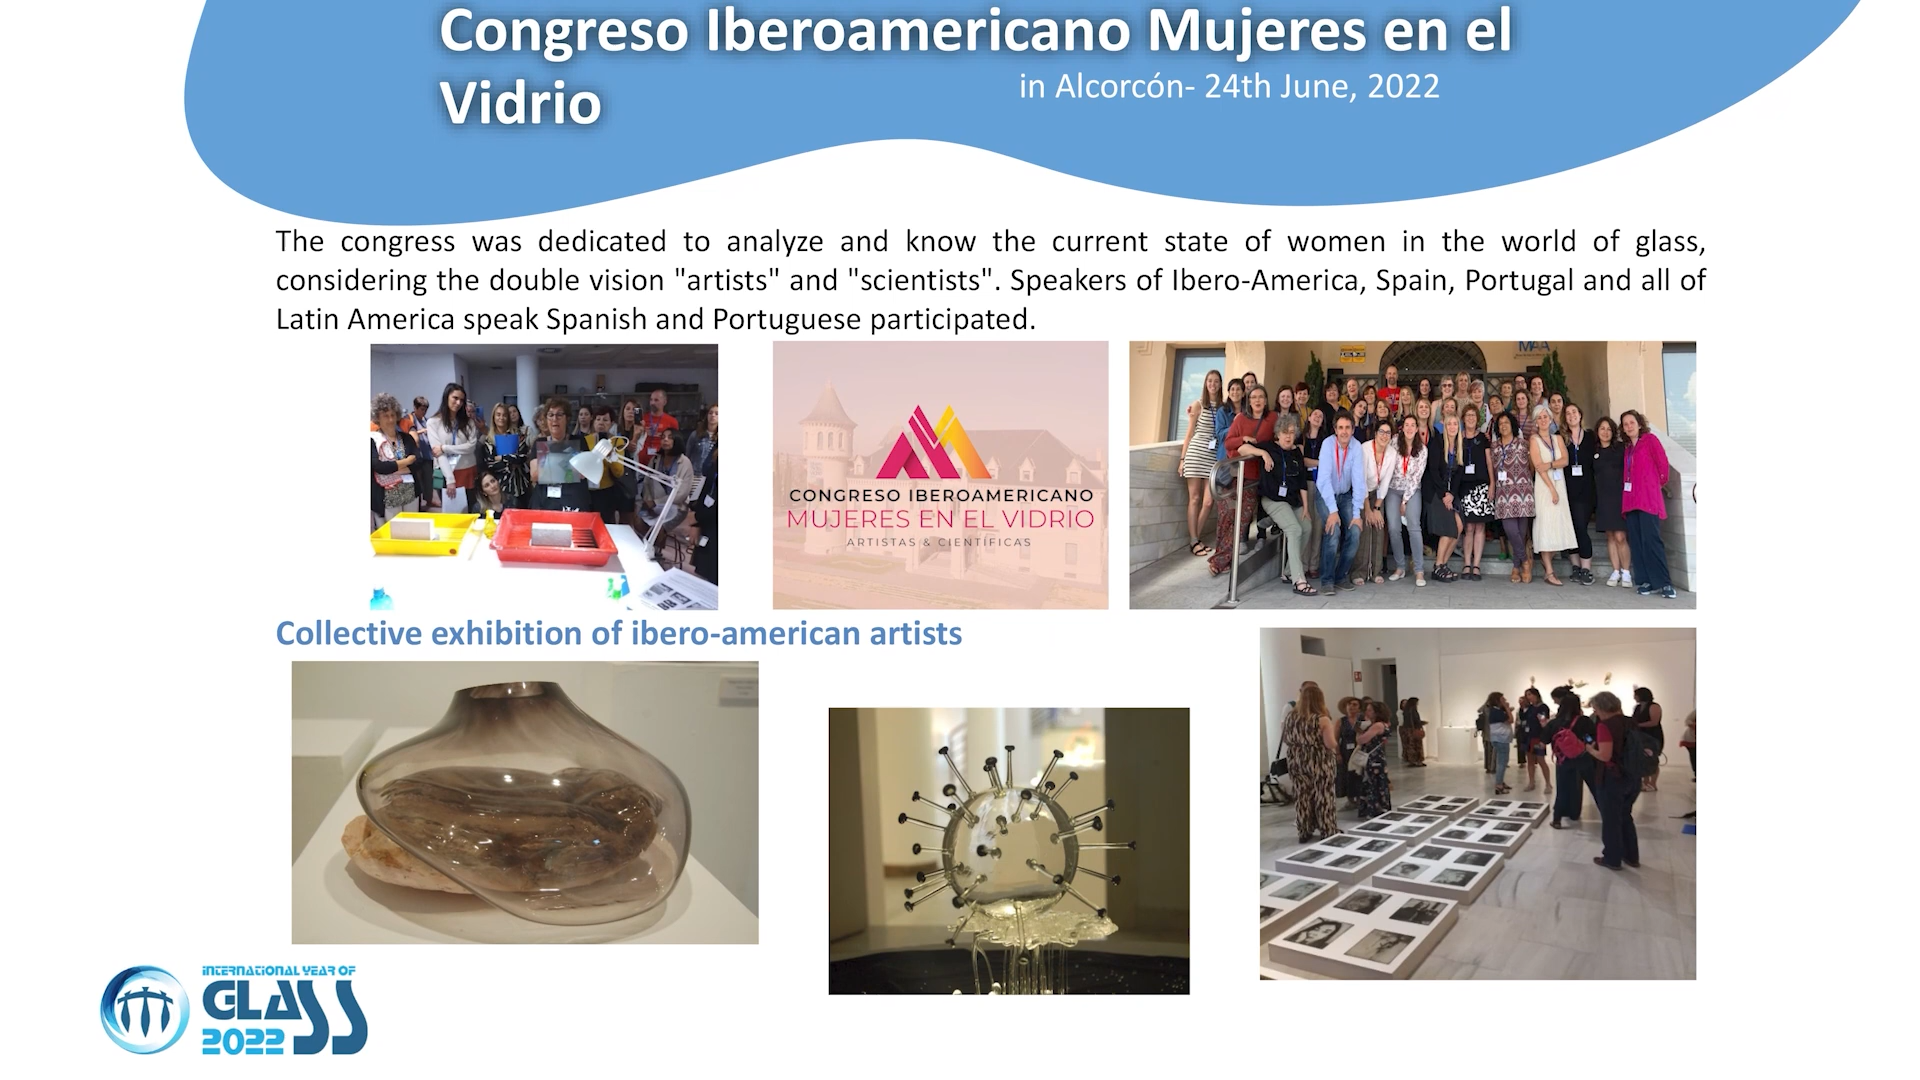 Congreso Iberoamericano Mujeres en el
Vidrio
in Alcorcón- 24th June, 2022
The congress was dedicated to analyze and know the current state of women in the world of glass,
considering the double vision "artists" and "scientists". Speakers of Ibero-America, Spain, Portugal and all of
Latin America speak Spanish and Portuguese participated.
MAA
CONGRESO IBEROAMERICANO
MUJERES EN EL VIDRIO
ARTISTAS & CIENTÍFICAS
Collective exhibition of ibero-american artists
INTERNATIONAL YEAR OF
GLASS
2022